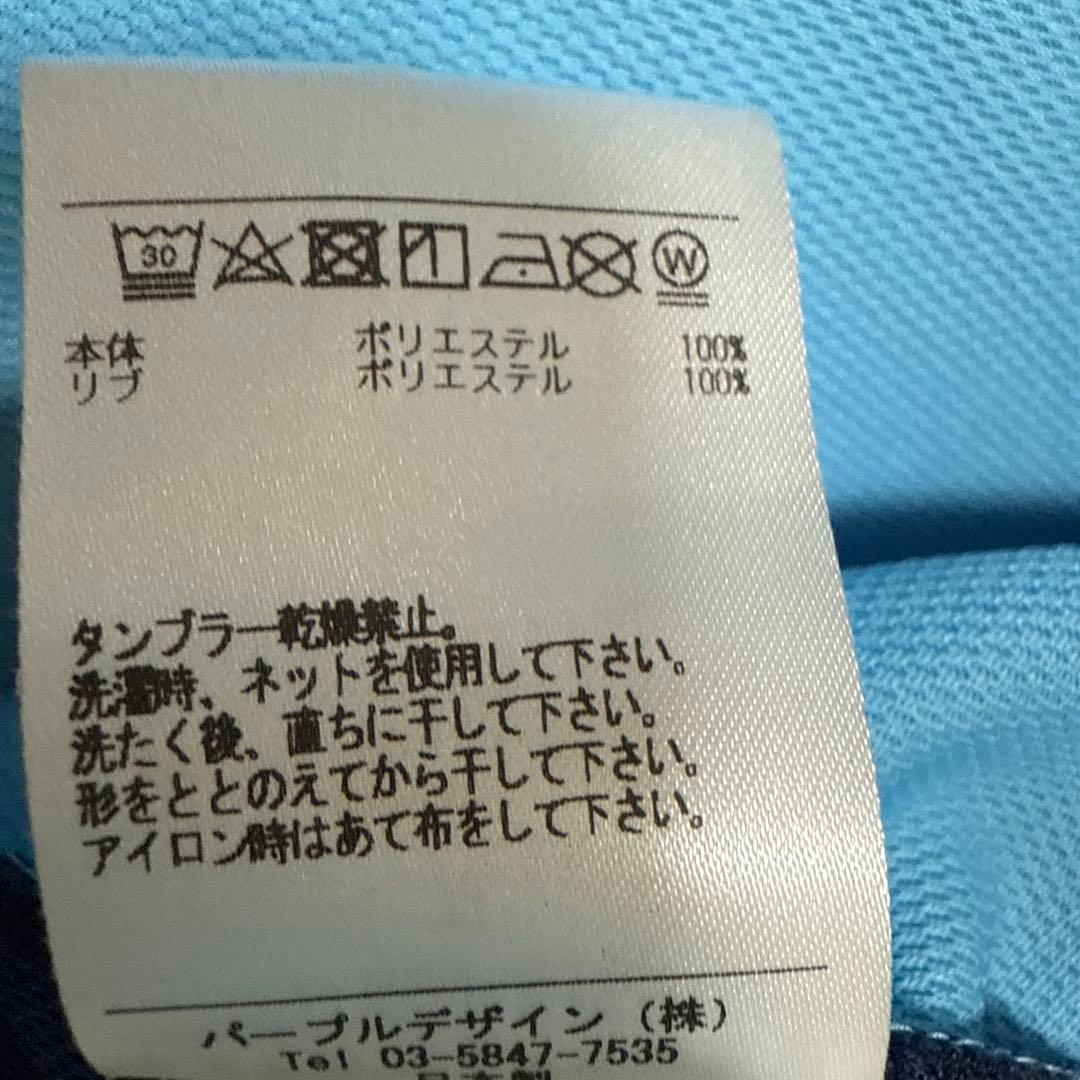 30 W
本体 ポリエステル 100%
リブ ポリエステル 100%
タンブラー乾燥禁止。
洗濯時、ネットを使用して下さい。
洗たく後、直ちに干して下さい。
形をととのえてから干して下さい。
アイロン時はあて布をして下さい。
パープルデザイン（株）
Tel 03-5847-7535